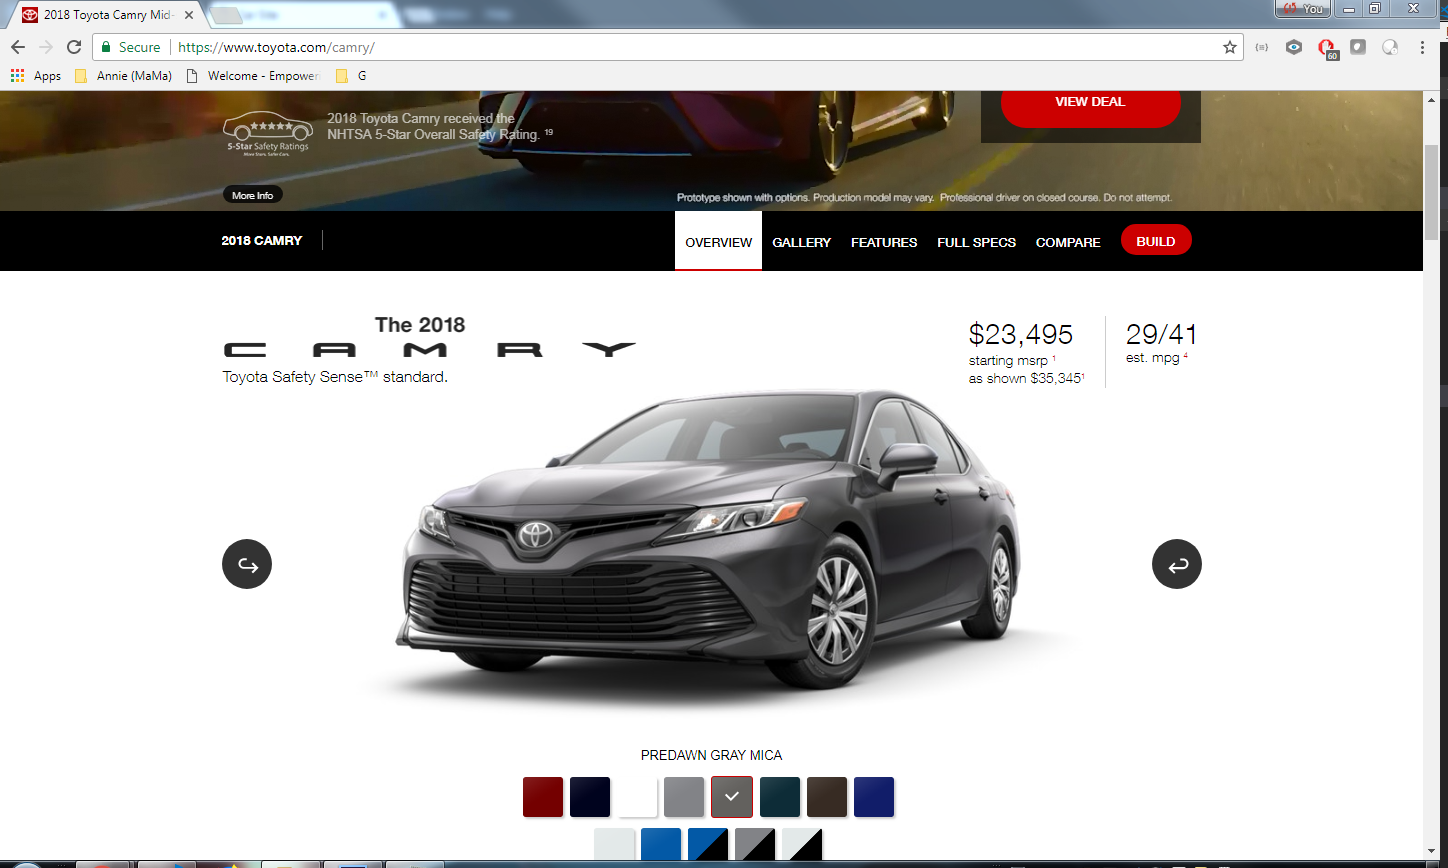 2018 Toyota Camry Mid-
You
Secure https://www.toyota.com/camry/
60
Apps Annie (MaMa) Welcome - Empower G
2018 Toyota Camry received the
NHTSA 5-Star Overall Safety Rating. 19
5-Star Safety Ratings
More Stars. Safer Cars.
VIEW DEAL
More Info
Prototype shown with options. Production model may vary. Professional driver on closed course. Do not attempt.
2018 CAMRY OVERVIEW GALLERY FEATURES FULL SPECS COMPARE BUILD
The 2018
CAMRY
Toyota Safety Sense™ standard.
$23,495
starting msrp 1
as shown $35,345¹
29/41
est. mpg 4
PREDAWN GRAY MICA